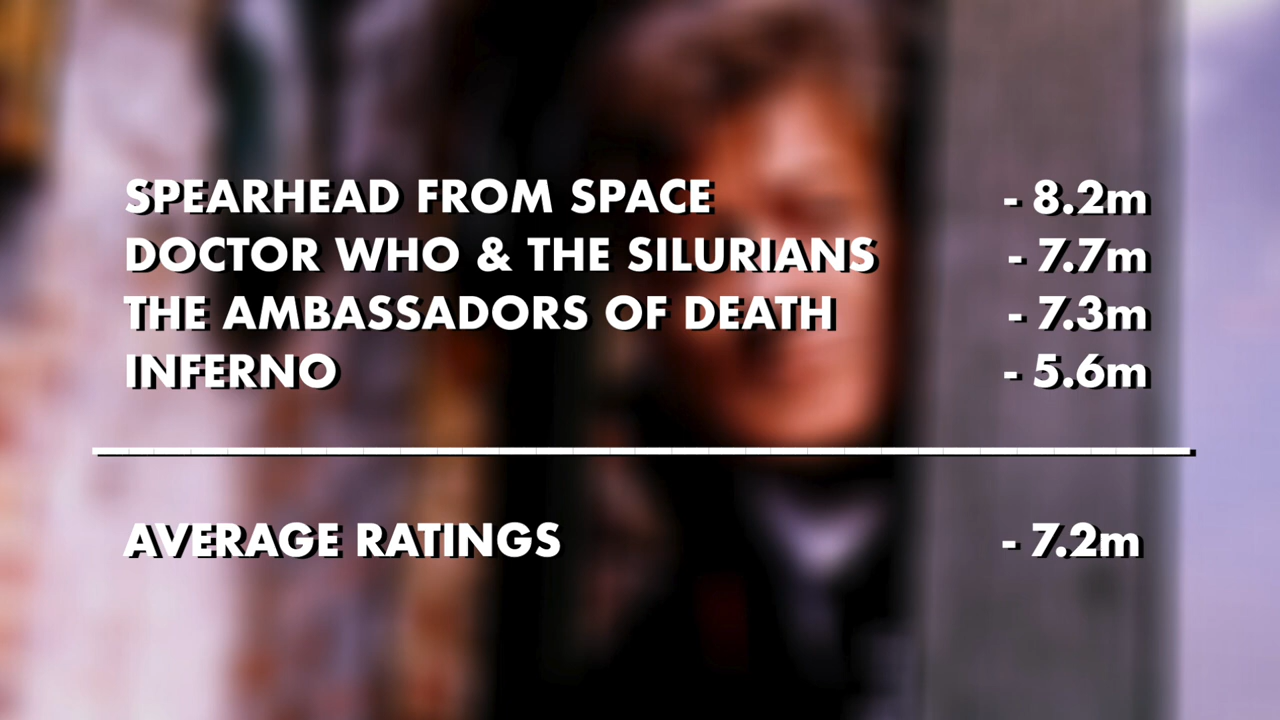 SPEARHEAD FROM SPACE - 8.2m
DOCTOR WHO & THE SILURIANS - 7.7m
THE AMBASSADORS OF DEATH - 7.3m
INFERNO - 5.6m
AVERAGE RATINGS - 7.2m